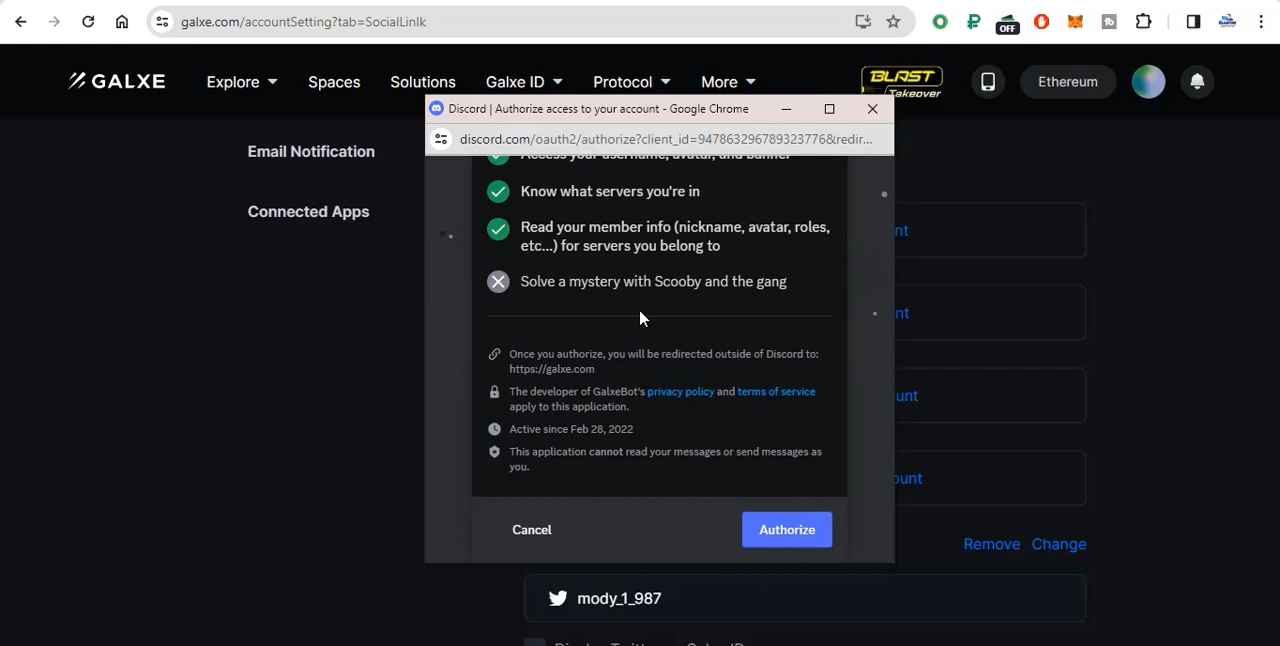 galxe.com/accountSetting?tab=SocialLinlk
OFF
GALXE
Explore
Spaces
Solutions
Galxe ID
Protocol
More
BLAST
Takeover
Ethereum
Discord | Authorize access to your account - Google Chrome
discord.com/oauth2/authorize?client_id=947863296789323776&redir...
Email Notification
Connected Apps
Access your username, avatar, and banner
Know what servers you're in
Read your member info (nickname, avatar, roles,
etc...) for servers you belong to
Solve a mystery with Scooby and the gang
Once you authorize, you will be redirected outside of Discord to:
https://galxe.com
The developer of GalxeBot's privacy policy and terms of service
apply to this application.
Active since Feb 28, 2022
This application cannot read your messages or send messages as
you.
Cancel
Authorize
nt
nt
unt
ount
Remove Change
mody_1_987